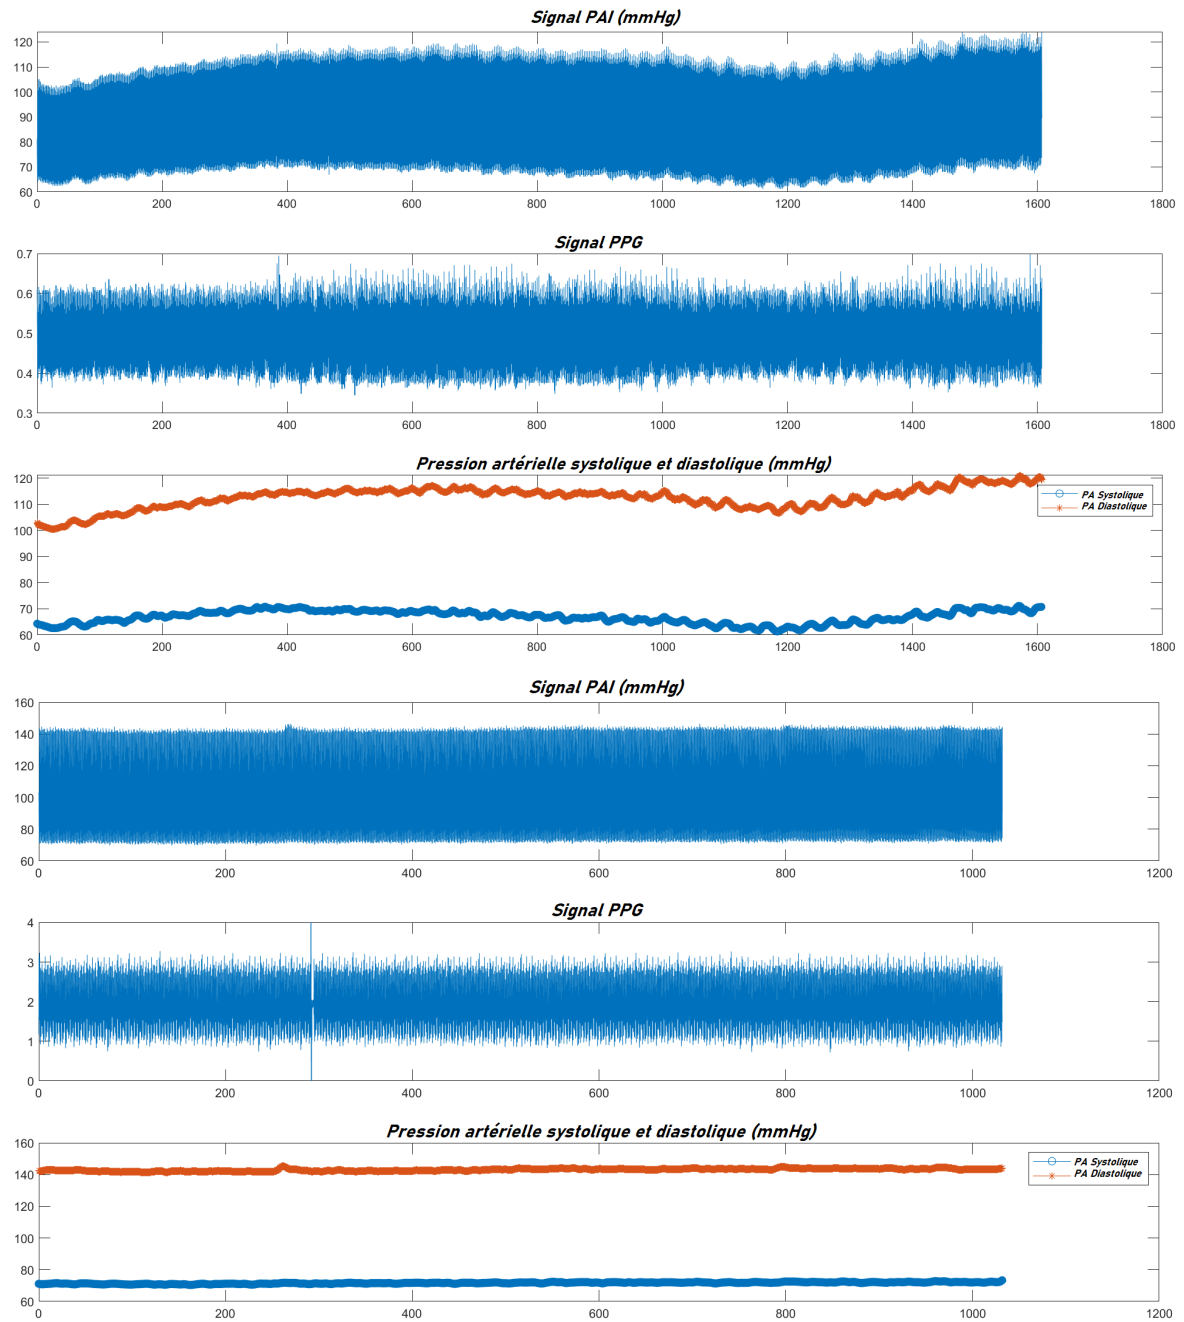 Signal PAI (mmHg)
120
110
100
90
80
70
60
0 200 400 600 800 1000 1200 1400 1600 1800
Signal PPG
0.7
0.6
0.5
0.4
0.3
0 200 400 600 800 1000 1200 1400 1600 1800
Pression artérielle systolique et diastolique (mmHg)
120
110
100
90
80
70
60
PA Systolique
PA Diastolique
0 200 400 600 800 1000 1200 1400 1600 1800
Signal PAI (mmHg)
160
140
120
100
80
60
0 200 400 600 800 1000 1200
Signal PPG
4
3
2
1
0
0 200 400 600 800 1000 1200
Pression artérielle systolique et diastolique (mmHg)
160
140
120
100
80
60
PA Systolique
PA Diastolique
0 200 400 600 800 1000 1200